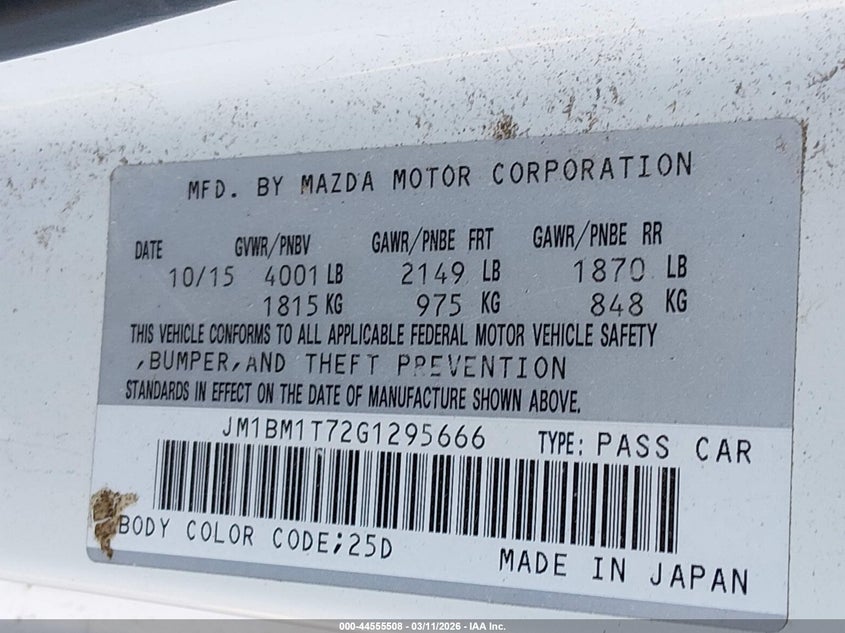 MFD. BY MAZDA MOTOR CORPORATION
DATE GVWR/PNBV GAWR/PNBE FRT GAWR/PNBE RR
10/15 4001 LB 2149 LB 1870 LB
1815 KG 975 KG 848 KG
THIS VEHICLE CONFORMS TO ALL APPLICABLE FEDERAL MOTOR VEHICLE SAFETY
,BUMPER,AND THEFT PREVENTION
STANDARDS IN EFFECT ON THE DATE OF MANUFACTURE SHOWN ABOVE.
JM1BM1T72G1295666 TYPE: PASS CAR
BODY COLOR CODE;25D
MADE IN JAPAN
000-44555508 - 03/11/2026 - IAA Inc.